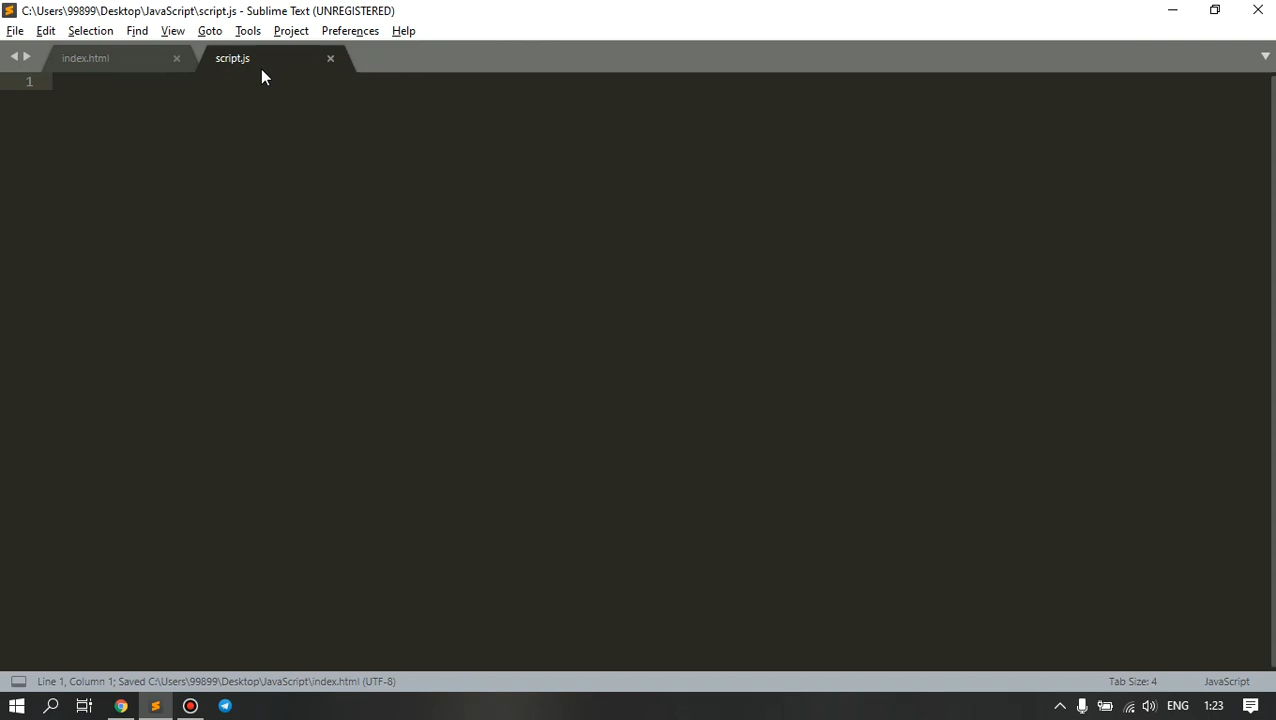 C:\Users\99899\Desktop\JavaScript\script.js - Sublime Text (UNREGISTERED)
File Edit Selection Find View Goto Tools Project Preferences Help
index.html script.js
1
Line 1, Column 1; Saved C:\Users\99899\Desktop\JavaScript\index.html (UTF-8) Tab Size: 4 JavaScript
ENG 1:23